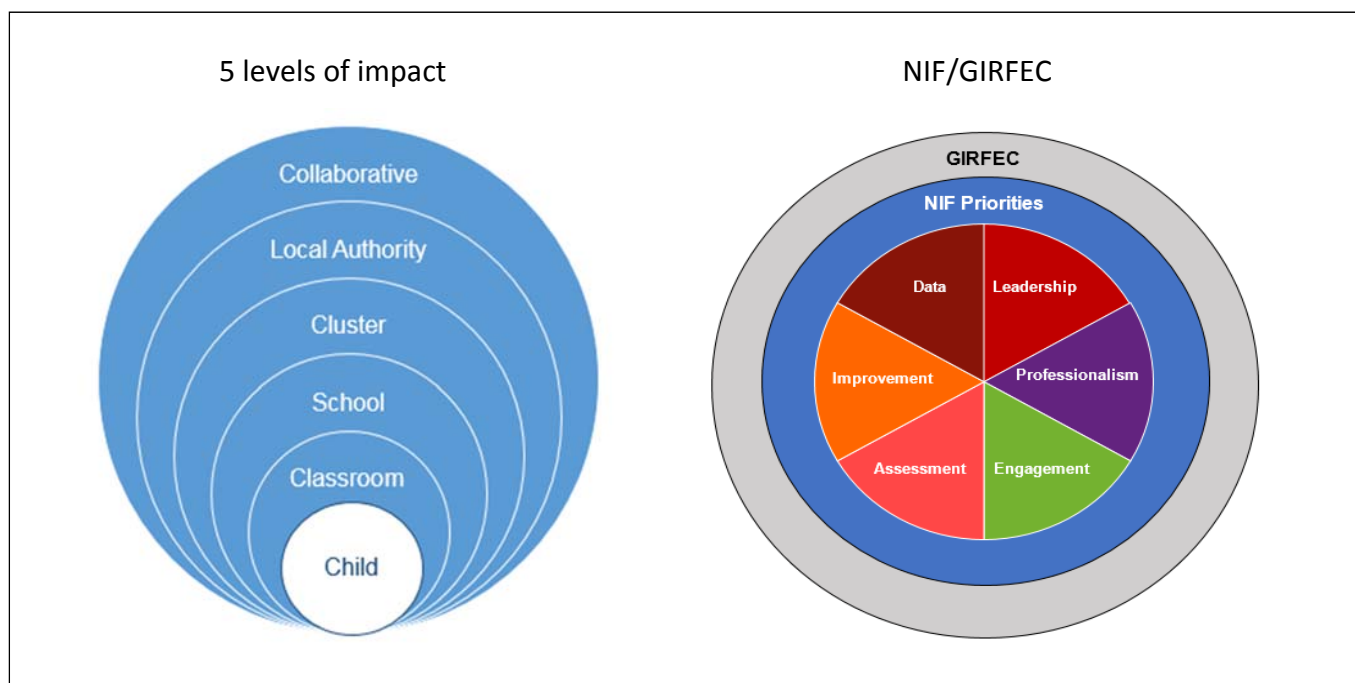 5 levels of impact
Collaborative
Local Authority
Cluster
School
Classroom
Child
NIF/GIRFEC
GIRFEC
NIF Priorities
Data
Leadership
Improvement
Professionalism
Assessment
Engagement